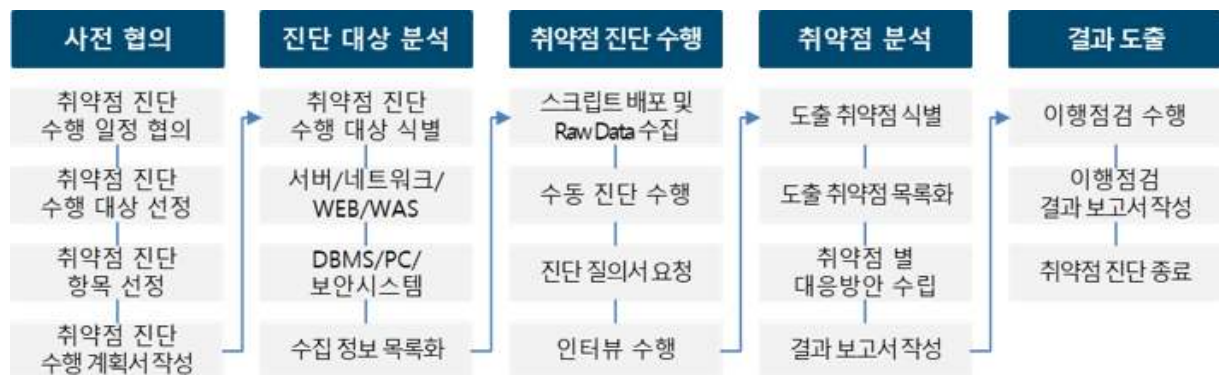 사전 협의
취약점 진단
수행 일정 협의
취약점 진단
수행 대상 선정
취약점 진단
항목 선정
취약점 진단
수행 계획서 작성
진단 대상 분석
취약점 진단
수행 대상 식별
서버/네트워크/
WEB/WAS
DBMS/PC/
보안시스템
수집 정보 목록화
취약점 진단 수행
스크립트 배포 및
Raw Data 수집
수동 진단 수행
진단 질의서 요청
인터뷰 수행
취약점 분석
도출 취약점 식별
도출 취약점 목록화
취약점 별
대응방안 수립
결과 보고서 작성
결과 도출
이행점검 수행
이행점검
결과 보고서 작성
취약점 진단 종료